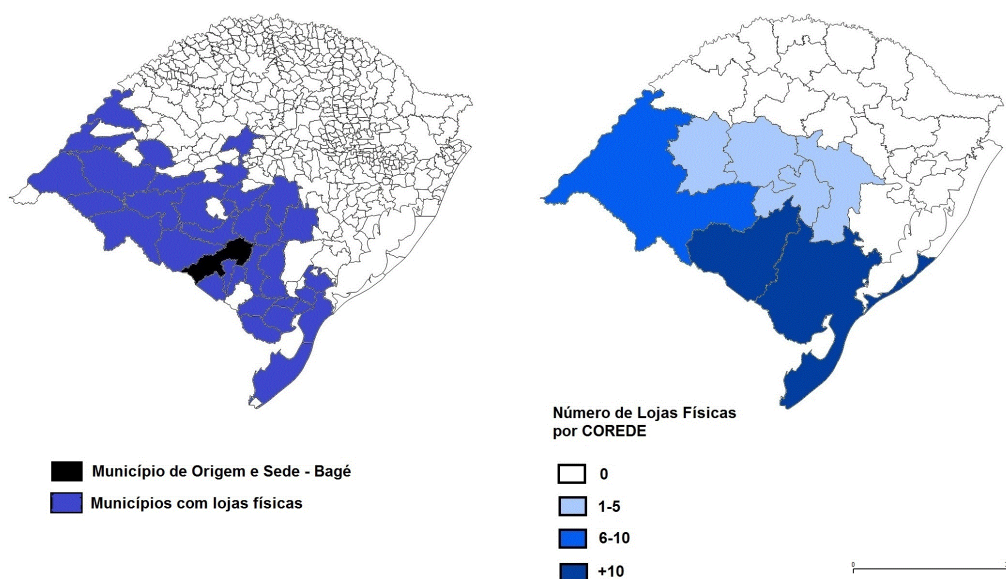 Município de Origem e Sede - Bagé
Municípios com lojas físicas
Número de Lojas Físicas
por COREDE
0
1-5
6-10
+10
0